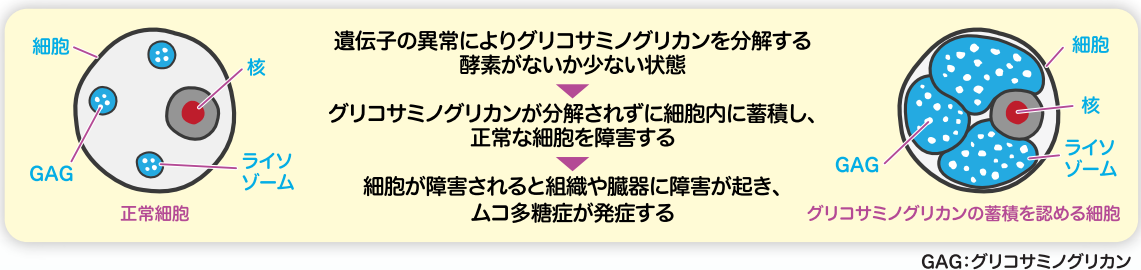 細胞
核
GAG
ライソ
ゾーム
正常細胞
遺伝子の異常によりグリコサミノグリカンを分解する
酵素がないか少ない状態
グリコサミノグリカンが分解されずに細胞内に蓄積し、
正常な細胞を障害する
細胞が障害されると組織や臓器に障害が起き、
ムコ多糖症が発症する
細胞
核
GAG
ライソ
ゾーム
グリコサミノグリカンの蓄積を認める細胞
GAG:グリコサミノグリカン